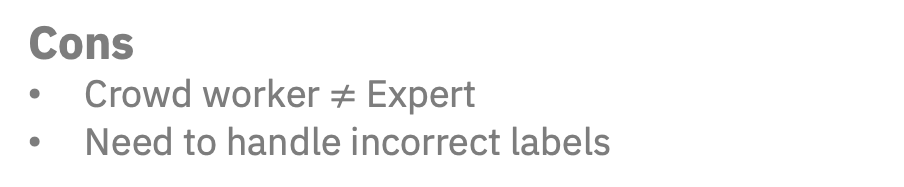 Cons
• Crowd worker ≠ Expert
• Need to handle incorrect labels